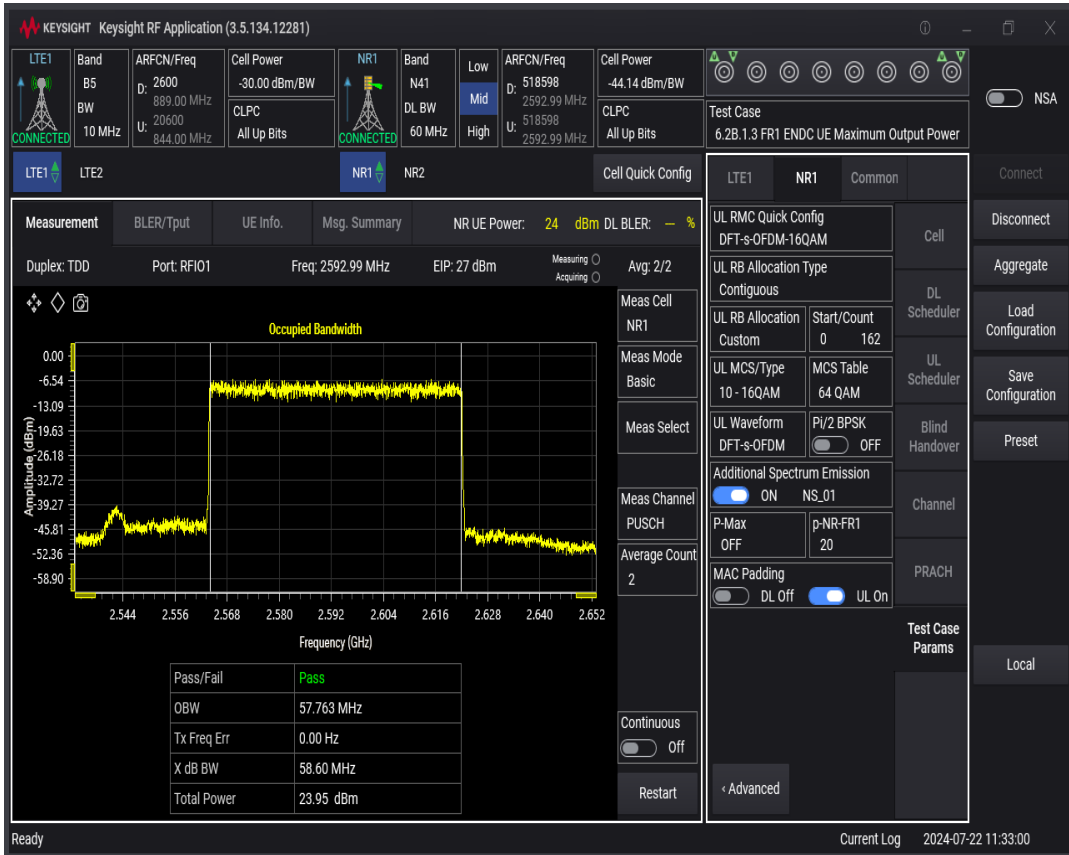 KEYSIGHT Keysight RF Application (3.5.134.12281)
LTE1
CONNECTED
Band
B5
BW
10 MHz
ARFCN/Freq
D: 2600
889.00 MHz
U: 20600
844.00 MHz
Cell Power
-30.00 dBm/BW
CLPC
All Up Bits
NR1
CONNECTED
Band
N41
DL BW
60 MHz
Low
Mid
High
ARFCN/Freq
D: 518598
2592.99 MHz
U: 518598
2592.99 MHz
Cell Power
-44.14 dBm/BW
CLPC
All Up Bits
Test Case
6.2B.1.3 FR1 ENDC UE Maximum Output Power
NSA
LTE1 LTE2 NR1 NR2 Cell Quick Config
Measurement BLER/Tput UE Info. Msg. Summary NR UE Power: 24 dBm DL BLER: --- %
Duplex: TDD Port: RFIO1 Freq: 2592.99 MHz EIP: 27 dBm Measuring Acquiring Avg: 2/2
Occupied Bandwidth
Amplitude (dBm)
0.00
-6.54
-13.09
-19.63
-26.18
-32.72
-39.27
-45.81
-52.36
-58.90
2.544 2.556 2.568 2.580 2.592 2.604 2.616 2.628 2.640 2.652
Frequency (GHz)
Pass/Fail Pass
OBW 57.763 MHz
Tx Freq Err 0.00 Hz
X dB BW 58.60 MHz
Total Power 23.95 dBm
Meas Cell
NR1
Meas Mode
Basic
Meas Select
Meas Channel
PUSCH
Average Count
2
Continuous
Off
Restart
LTE1 NR1 Common
UL RMC Quick Config
DFT-s-OFDM-16QAM
UL RB Allocation Type
Contiguous
UL RB Allocation
Custom
Start/Count
0 162
UL MCS/Type
10 - 16QAM
MCS Table
64 QAM
UL Waveform
DFT-s-OFDM
Pi/2 BPSK
OFF
Additional Spectrum Emission
ON NS_01
P-Max
OFF
p-NR-FR1
20
MAC Padding
DL Off UL On
‹ Advanced
Cell
DL
Scheduler
UL
Scheduler
Blind
Handover
Channel
PRACH
Test Case
Params
Connect
Disconnect
Aggregate
Load
Configuration
Save
Configuration
Preset
Local
Ready Current Log 2024-07-22 11:33:00